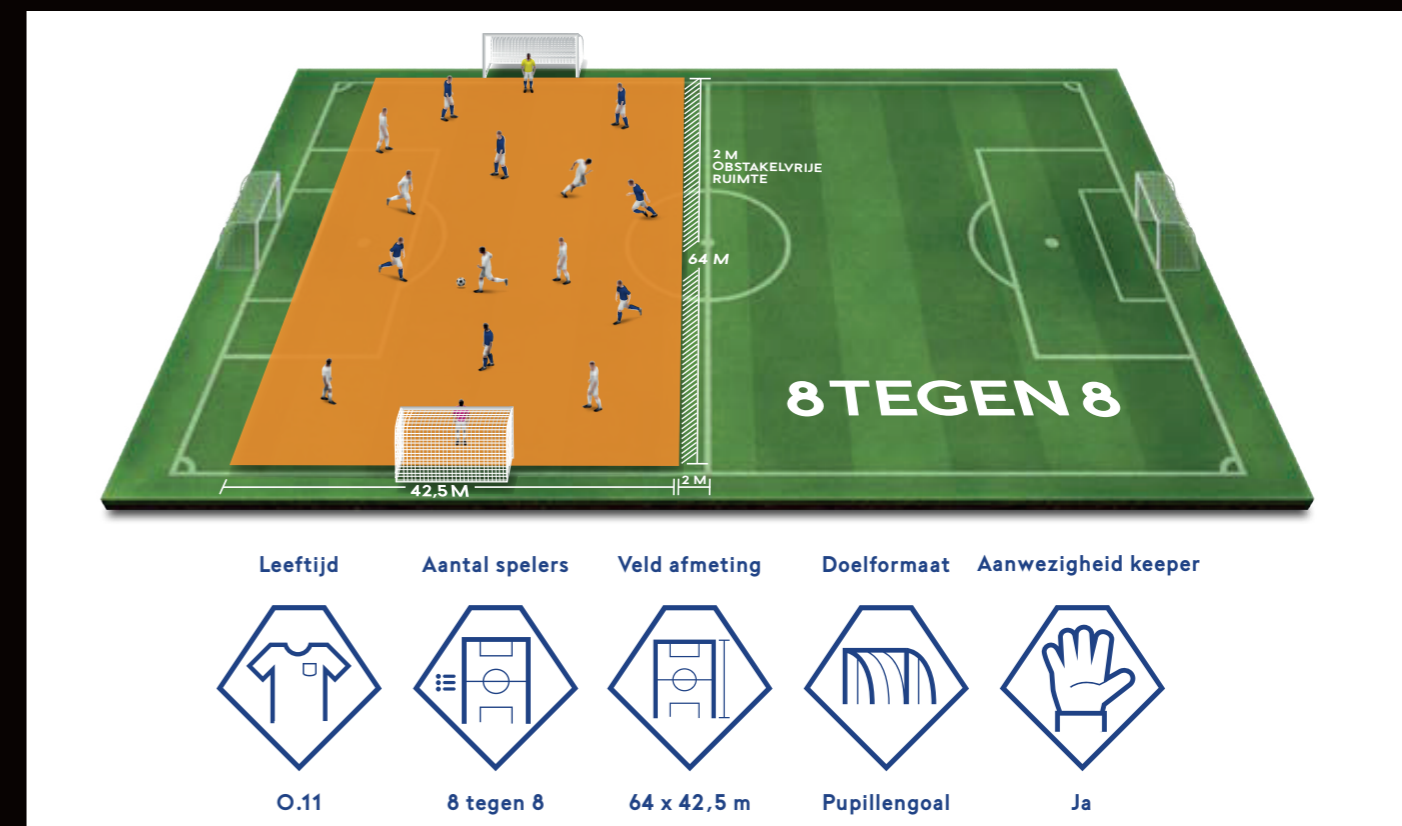 2 M
OBSTAKELVRIJE
RUIMTE
64 M
8 TEGEN 8
42,5 M
2 M
Leeftijd
Aantal spelers
Veld afmeting
Doelformaat
Aanwezigheid keeper
O.11
8 tegen 8
64 x 42,5 m
Pupillengoal
Ja